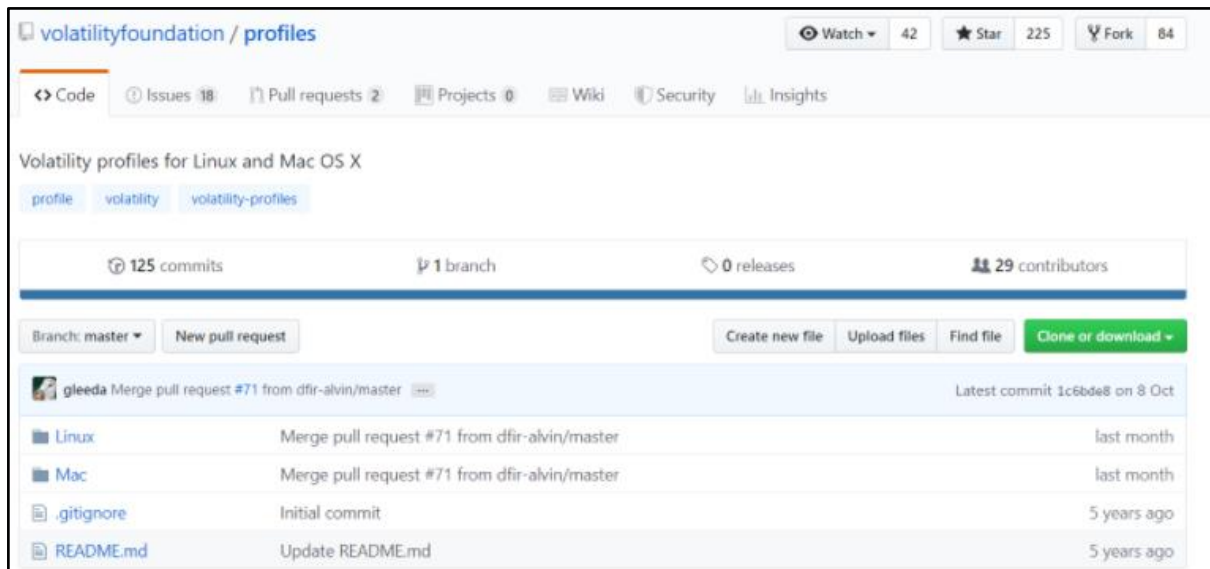 volatilityfoundation / profiles Watch 42 Star 225 Fork 84
Code Issues 18 Pull requests 2 Projects 0 Wiki Security Insights
Volatility profiles for Linux and Mac OS X
profile volatility volatility-profiles
125 commits 1 branch 0 releases 29 contributors
Branch: master New pull request Create new file Upload files Find file Clone or download
gleeda Merge pull request #71 from dfir-alvin/master ... Latest commit 1c6bde8 on 8 Oct
Linux Merge pull request #71 from dfir-alvin/master last month
Mac Merge pull request #71 from dfir-alvin/master last month
.gitignore Initial commit 5 years ago
README.md Update README.md 5 years ago